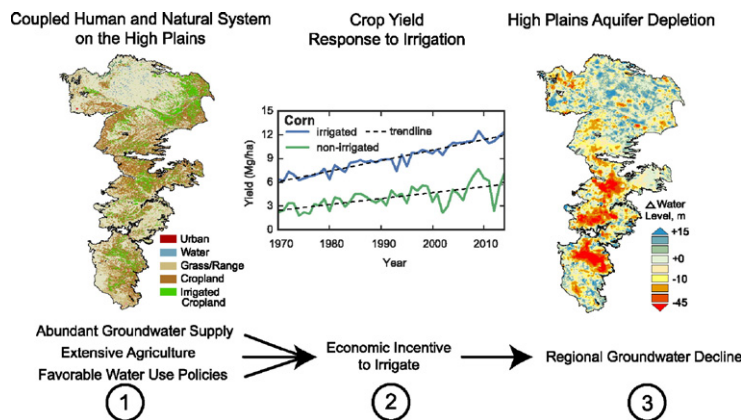 Coupled Human and Natural System
on the High Plains
Crop Yield
Response to Irrigation
High Plains Aquifer Depletion
Urban
Water
Grass/Range
Cropland
Irrigated
Cropland
Corn
irrigated
trendline
non-irrigated
Yield (Mg/ha)
15
12
9
6
3
0
1970
1980
1990
2000
2010
Year
△ Water
Level, m
+15
+0
-10
-45
Abundant Groundwater Supply
Extensive Agriculture
Favorable Water Use Policies
Economic Incentive
to Irrigate
Regional Groundwater Decline
1
2
3